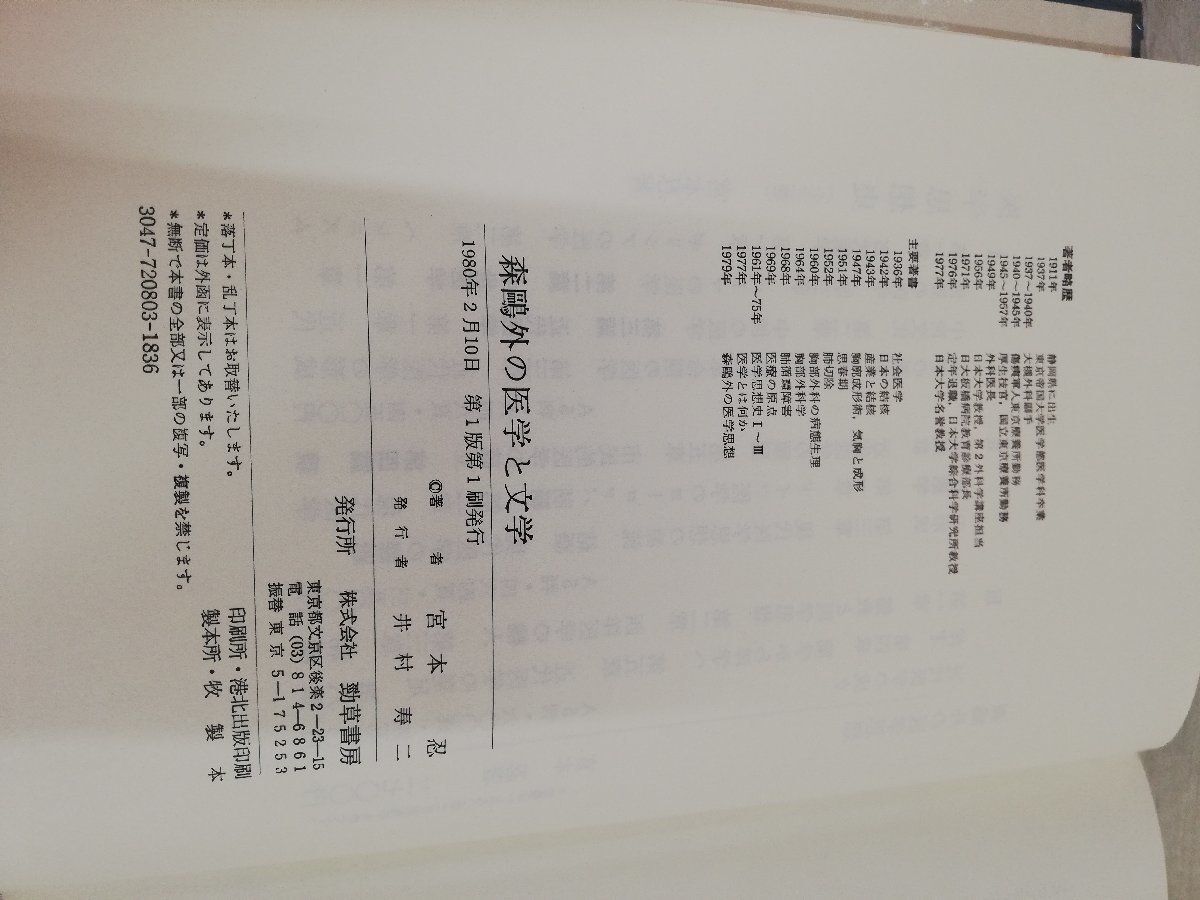 著者略歴
1911年 静岡県に出生
1937年 東京帝国大学医学部医学科卒業
1937〜1940年 大槻外科副手
1940〜1945年 傷痍軍人東京療養所勤務
1945〜1957年 厚生技官，国立東京療養所勤務
1949年 外科医長
1956年 日本大学教授，第2外科学講座担当
1971年 日大板橋病院教育診療部長
1976年 定年退職，日本大学総合科学研究所教授
1977年 日本大学名誉教授
主要著書
1936年 社会医学
1942年 日本の結核
1943年 産業と結核
1947年 胸廓成形術，気胸と成形
1951年 思春期
1952年 肺切除
1960年 胸部外科の病態生理
1964年 胸部外科学
1968年 肺循環障害
1969年 医療の原点
1961年〜75年 医学思想史I〜III
1977年 医学とは何か
1979年 森鷗外の医学思想
森鷗外の医学と文学
1980年2月10日 第1版第1刷発行
©著者 宮本忍
発行者 井村寿二
発行所 株式会社 勁草書房
東京都文京区後楽2-23-15
電話(03)814-6861
振替東京5-175253
印刷所・港北出版印刷
製本所・牧製本
*落丁本・乱丁本はお取替いたします。
*定価は外函に表示してあります。
*無断で本書の全部又は一部の複写・複製を禁じます。
3047-720803-1836